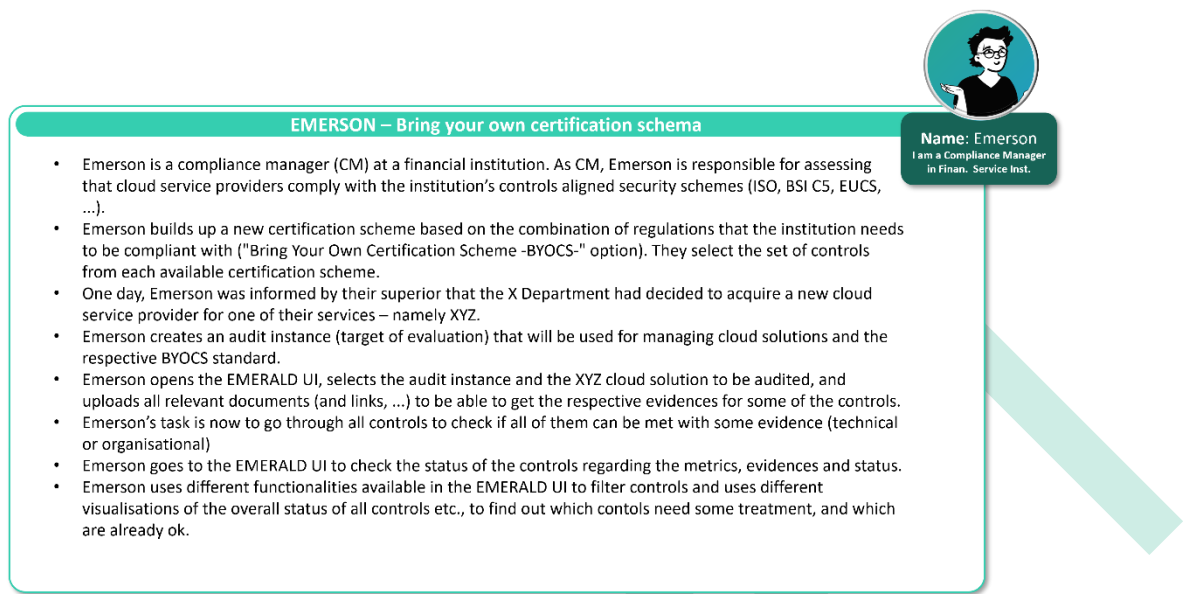 EMERSON – Bring your own certification schema
Name: Emerson
I am a Compliance Manager
in Finan. Service Inst.
• Emerson is a compliance manager (CM) at a financial institution. As CM, Emerson is responsible for assessing
that cloud service providers comply with the institution's controls aligned security schemes (ISO, BSI C5, EUCS,
...).
• Emerson builds up a new certification scheme based on the combination of regulations that the institution needs
to be compliant with ("Bring Your Own Certification Scheme -BYOCS-" option). They select the set of controls
from each available certification scheme.
• One day, Emerson was informed by their superior that the X Department had decided to acquire a new cloud
service provider for one of their services – namely XYZ.
• Emerson creates an audit instance (target of evaluation) that will be used for managing cloud solutions and the
respective BYOCS standard.
• Emerson opens the EMERALD UI, selects the audit instance and the XYZ cloud solution to be audited, and
uploads all relevant documents (and links, ...) to be able to get the respective evidences for some of the controls.
• Emerson's task is now to go through all controls to check if all of them can be met with some evidence (technical
or organisational)
• Emerson goes to the EMERALD UI to check the status of the controls regarding the metrics, evidences and status.
• Emerson uses different functionalities available in the EMERALD UI to filter controls and uses different
visualisations of the overall status of all controls etc., to find out which contols need some treatment, and which
are already ok.